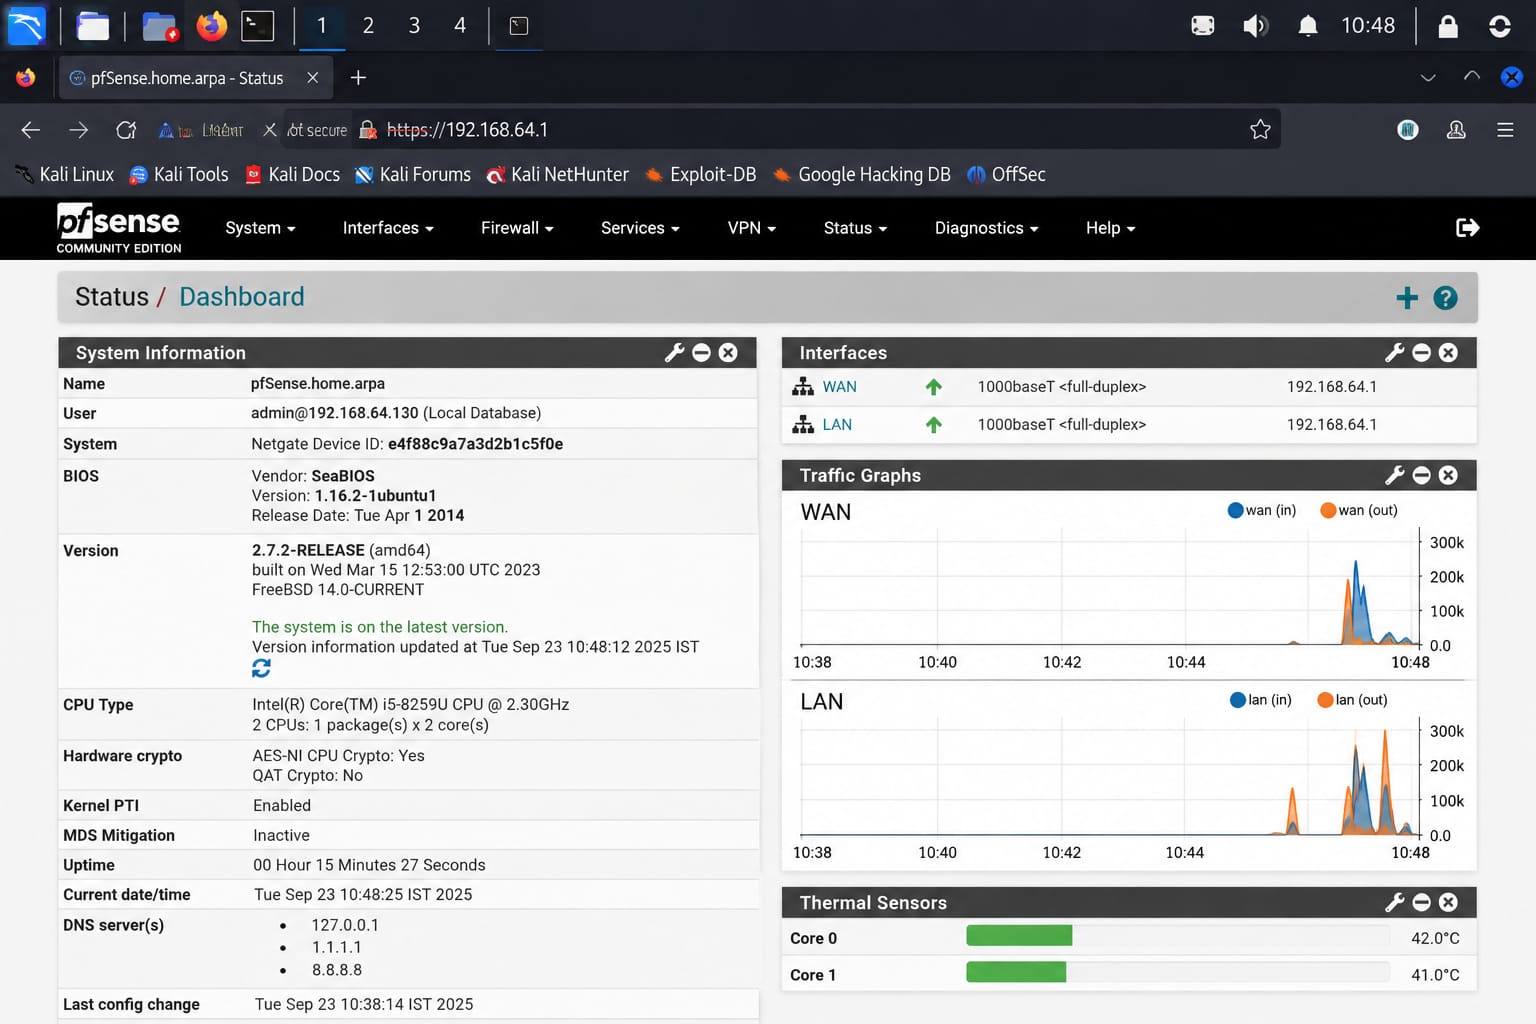 1 2 3 4 10:48
pfSense.home.arpa - Status
secure https://192.168.64.1
Kali Linux Kali Tools Kali Docs Kali Forums Kali NetHunter Exploit-DB Google Hacking DB OffSec
pfsense
COMMUNITY EDITION
System Interfaces Firewall Services VPN Status Diagnostics Help
Status / Dashboard
System Information
Name pfSense.home.arpa
User admin@192.168.64.130 (Local Database)
System Netgate Device ID: e4f88c9a7a3d2b1c5f0e
BIOS Vendor: SeaBIOS
Version: 1.16.2-1ubuntu1
Release Date: Tue Apr 1 2014
Version 2.7.2-RELEASE (amd64)
built on Wed Mar 15 12:53:00 UTC 2023
FreeBSD 14.0-CURRENT
The system is on the latest version.
Version information updated at Tue Sep 23 10:48:12 2025 IST
CPU Type Intel(R) Core(TM) i5-8259U CPU @ 2.30GHz
2 CPUs: 1 package(s) x 2 core(s)
Hardware crypto AES-NI CPU Crypto: Yes
QAT Crypto: No
Kernel PTI Enabled
MDS Mitigation Inactive
Uptime 00 Hour 15 Minutes 27 Seconds
Current date/time Tue Sep 23 10:48:25 IST 2025
DNS server(s) 127.0.0.1
1.1.1.1
8.8.8.8
Last config change Tue Sep 23 10:38:14 IST 2025
Interfaces
WAN 1000baseT <full-duplex> 192.168.64.1
LAN 1000baseT <full-duplex> 192.168.64.1
Traffic Graphs
WAN wan (in) wan (out)
300k
200k
100k
0.0
10:38 10:40 10:42 10:44 10:48
LAN lan (in) lan (out)
300k
200k
100k
0.0
10:38 10:40 10:42 10:44 10:48
Thermal Sensors
Core 0 42.0°C
Core 1 41.0°C